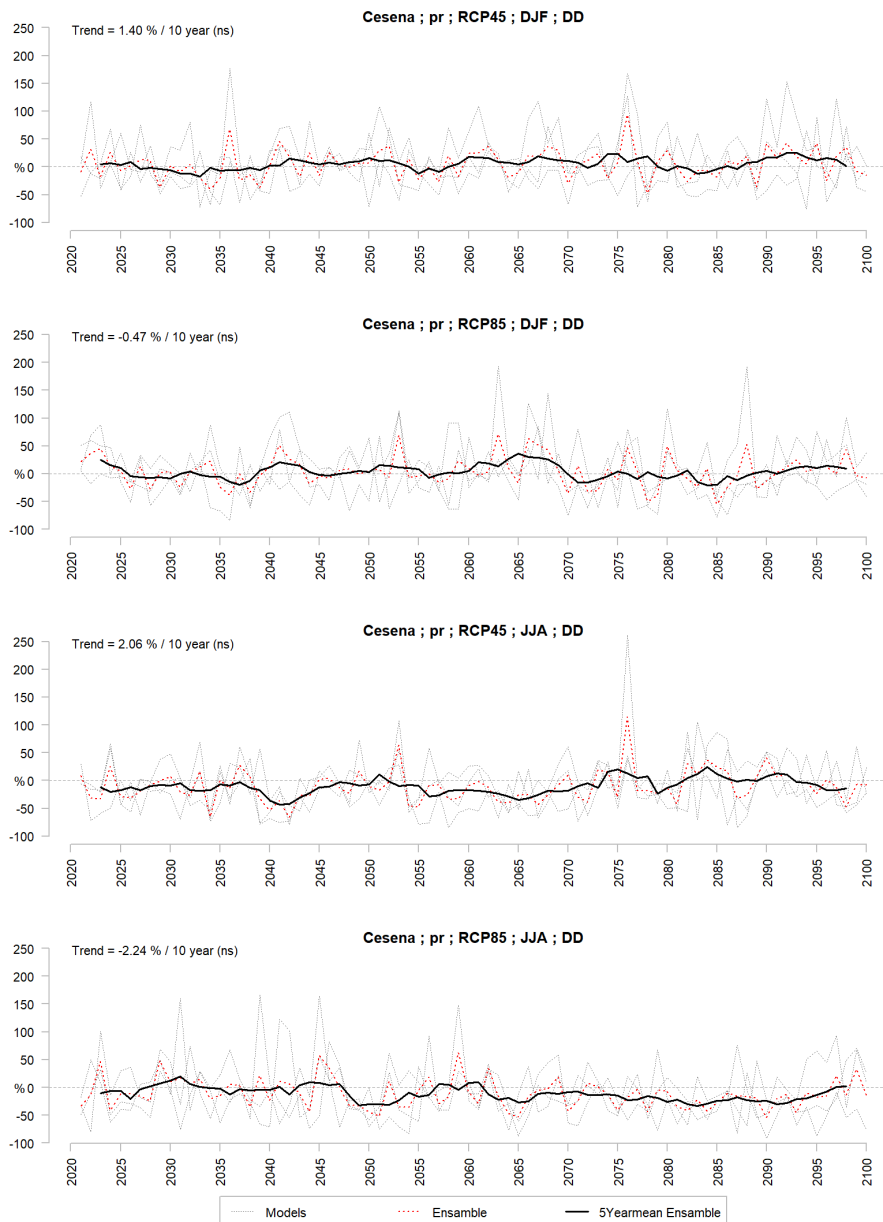 Cesena ; pr ; RCP45 ; DJF ; DD
Trend = 1.40 % / 10 year (ns)
250
200
150
100
50
% 0
-50
-100
2020 2025 2030 2035 2040 2045 2050 2055 2060 2065 2070 2075 2080 2085 2090 2095 2100
Cesena ; pr ; RCP85 ; DJF ; DD
Trend = -0.47 % / 10 year (ns)
250
200
150
100
50
% 0
-50
-100
2020 2025 2030 2035 2040 2045 2050 2055 2060 2065 2070 2075 2080 2085 2090 2095 2100
Cesena ; pr ; RCP45 ; JJA ; DD
Trend = 2.06 % / 10 year (ns)
250
200
150
100
50
% 0
-50
-100
2020 2025 2030 2035 2040 2045 2050 2055 2060 2065 2070 2075 2080 2085 2090 2095 2100
Cesena ; pr ; RCP85 ; JJA ; DD
Trend = -2.24 % / 10 year (ns)
250
200
150
100
50
% 0
-50
-100
2020 2025 2030 2035 2040 2045 2050 2055 2060 2065 2070 2075 2080 2085 2090 2095 2100
Models Ensamble 5Yearmean Ensamble